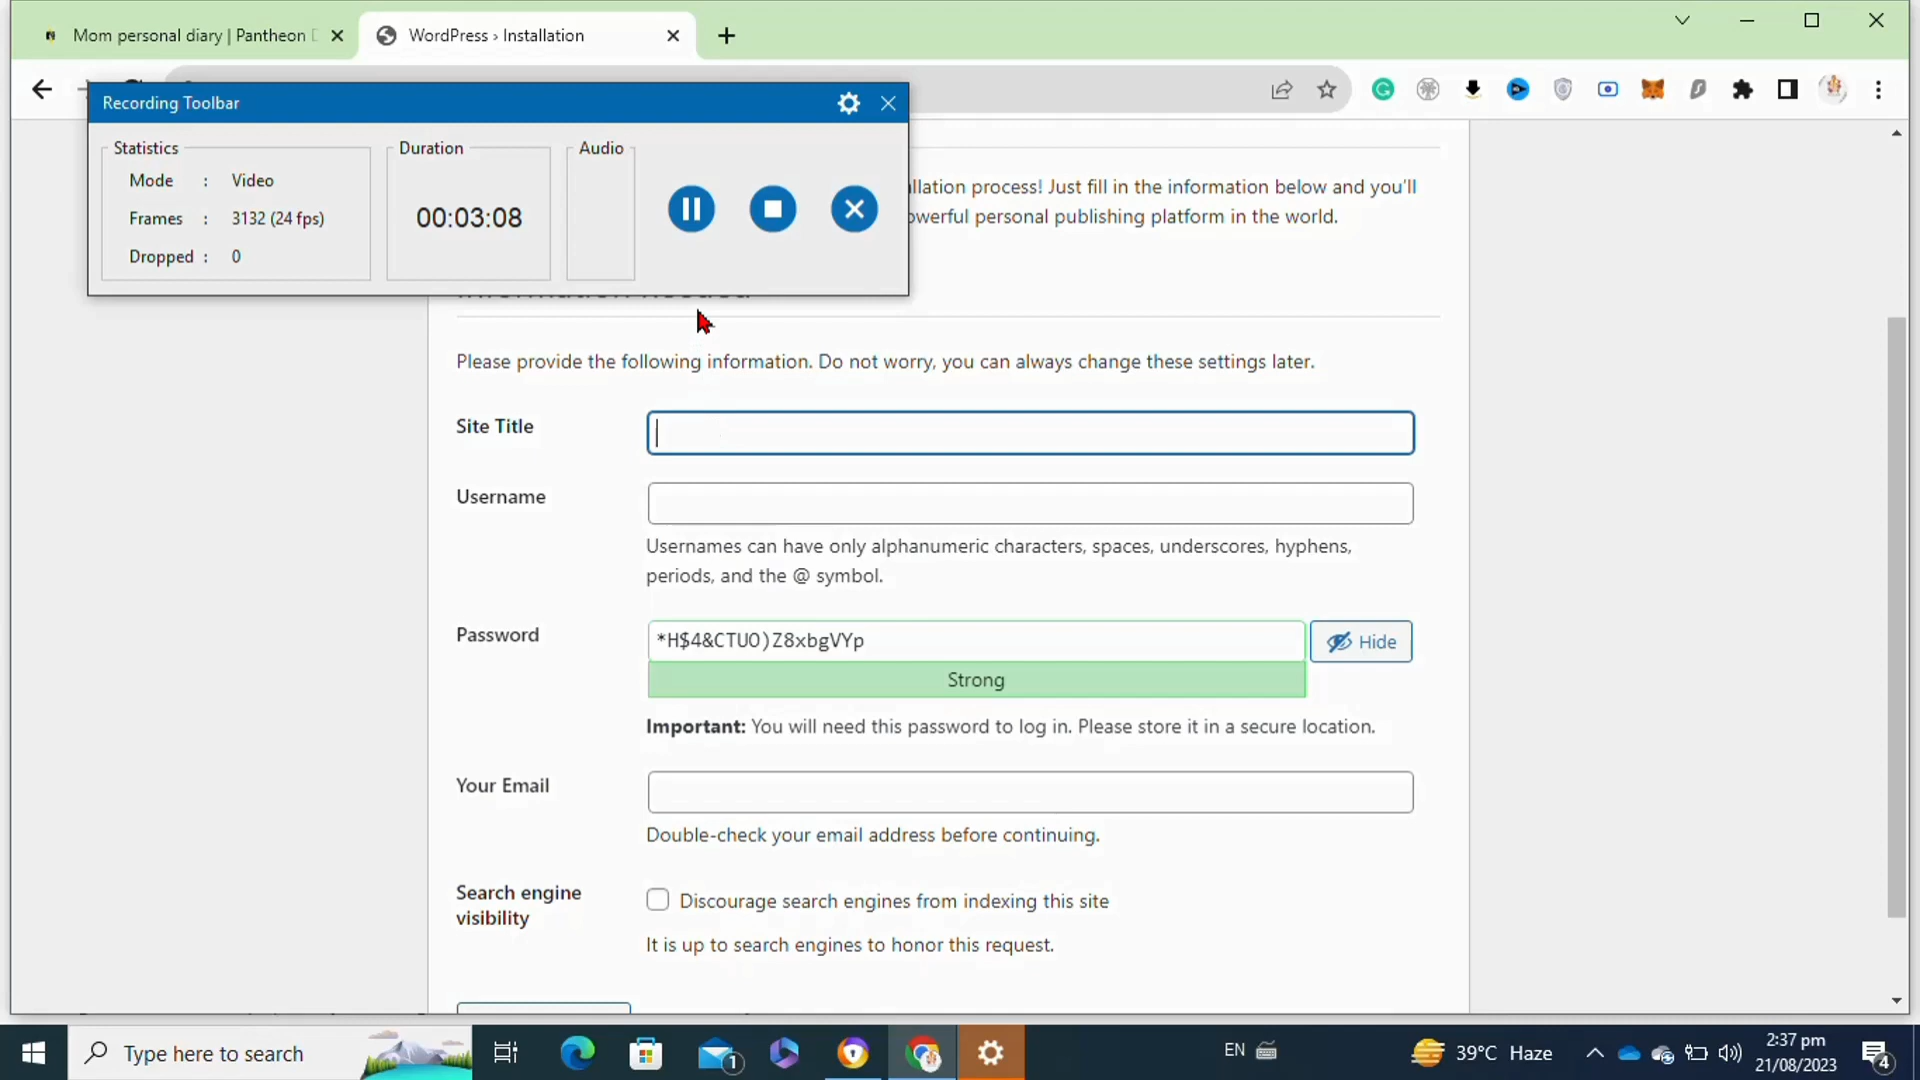 Mom personal diary | Pantheon
WordPress › Installation
Recording Toolbar
Statistics
Mode : Video
Frames : 3132 (24 fps)
Dropped : 0
Duration
00:03:08
Audio
llation process! Just fill in the information below and you'll
owerful personal publishing platform in the world.
Please provide the following information. Do not worry, you can always change these settings later.
Site Title
Username
Usernames can have only alphanumeric characters, spaces, underscores, hyphens,
periods, and the @ symbol.
Password
*H$4&CTUO)Z8xbgVYp
Hide
Strong
Important: You will need this password to log in. Please store it in a secure location.
Your Email
Double-check your email address before continuing.
Search engine
visibility
Discourage search engines from indexing this site
It is up to search engines to honor this request.
Type here to search
1
EN
39°C Haze
2:37 pm
21/08/2023
4